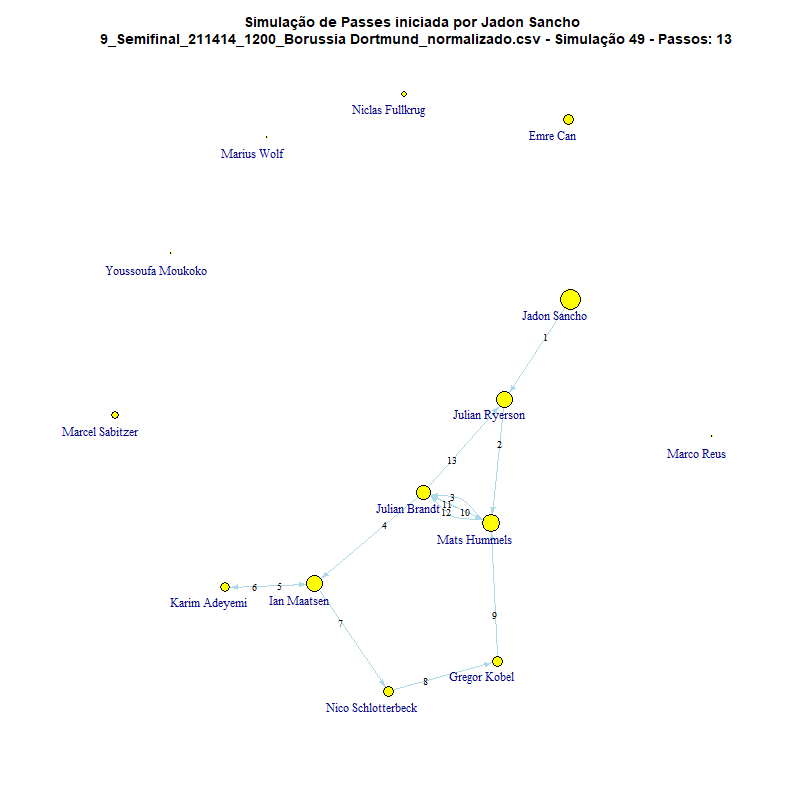 Simulação de Passes iniciada por Jadon Sancho
9_Semifinal_211414_1200_Borussia Dortmund_normalizado.csv - Simulação 49 - Passos: 13
Niclas Fullkrug
Emre Can
Marius Wolf
Youssoufa Moukoko
Jadon Sancho
1
Julian Ryerson
Marcel Sabitzer
2
Marco Reus
13
3
11
Julian Brandt
12
10
4
Mats Hummels
6
5
Karim Adeyemi
Ian Maatsen
9
7
Gregor Kobel
8
Nico Schlotterbeck